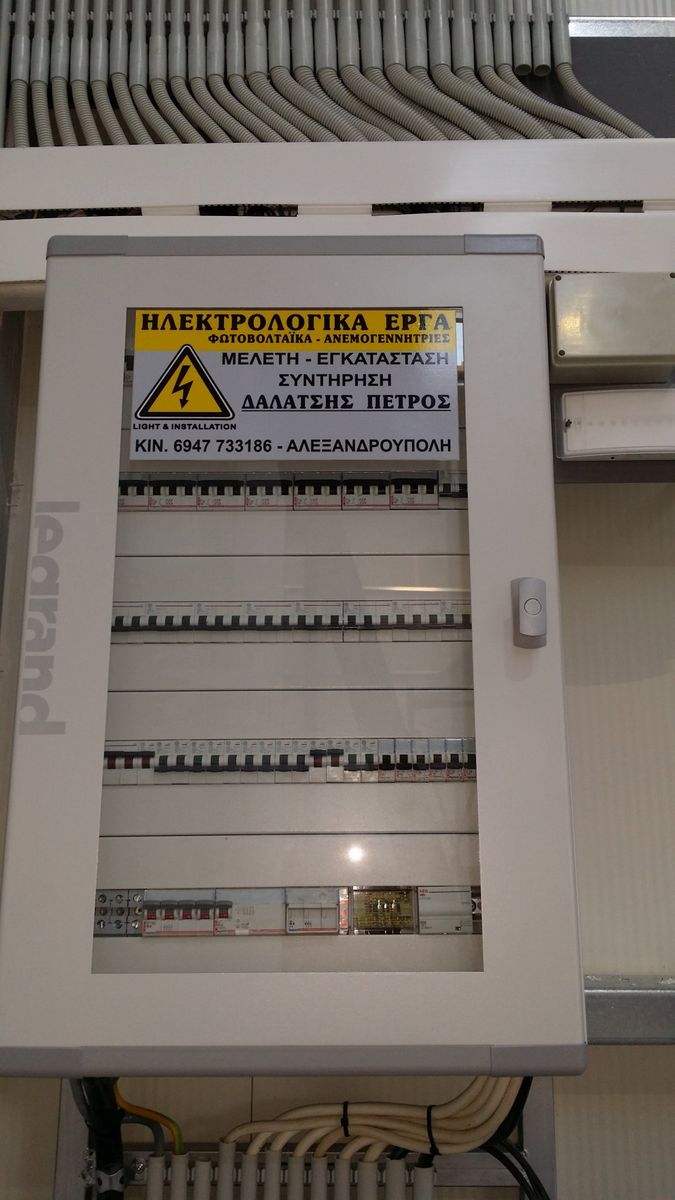 ΗΛΕΚΤΡΟΛΟΓΙΚΑ ΕΡΓΑ
ΦΩΤΟΒΟΛΤΑΪΚΑ - ΑΝΕΜΟΓΕΝΝΗΤΡΙΕΣ
ΜΕΛΕΤΗ - ΕΓΚΑΤΑΣΤΑΣΗ
ΣΥΝΤΗΡΗΣΗ
ΔΑΛΑΤΣΗΣ ΠΕΤΡΟΣ
LIGHT & INSTALLATION
ΚΙΝ. 6947 733186 - ΑΛΕΞΑΝΔΡΟΥΠΟΛΗ
legrand